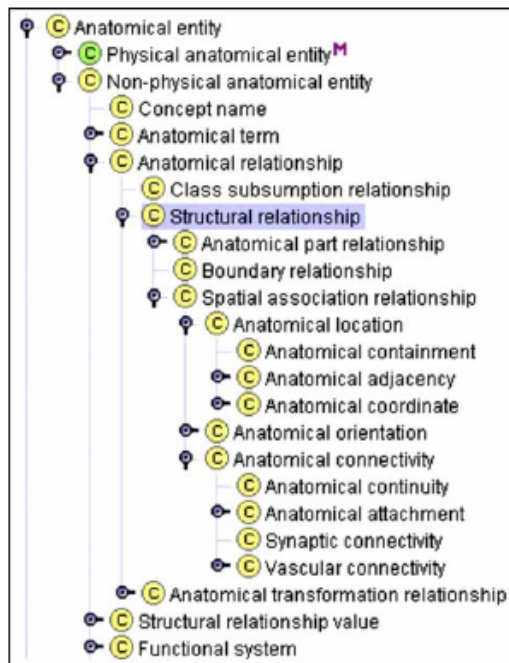 Anatomical entity
Physical anatomical entity M
Non-physical anatomical entity
Concept name
Anatomical term
Anatomical relationship
Class subsumption relationship
Structural relationship
Anatomical part relationship
Boundary relationship
Spatial association relationship
Anatomical location
Anatomical containment
Anatomical adjacency
Anatomical coordinate
Anatomical orientation
Anatomical connectivity
Anatomical continuity
Anatomical attachment
Synaptic connectivity
Vascular connectivity
Anatomical transformation relationship
Structural relationship value
Functional system